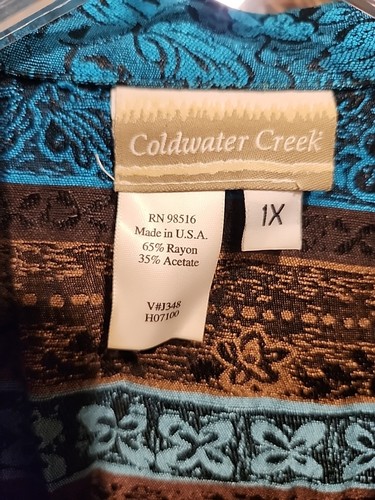 Coldwater Creek®
1X
RN 98516
Made in U.S.A.
65% Rayon
35% Acetate
V#J348
H07100